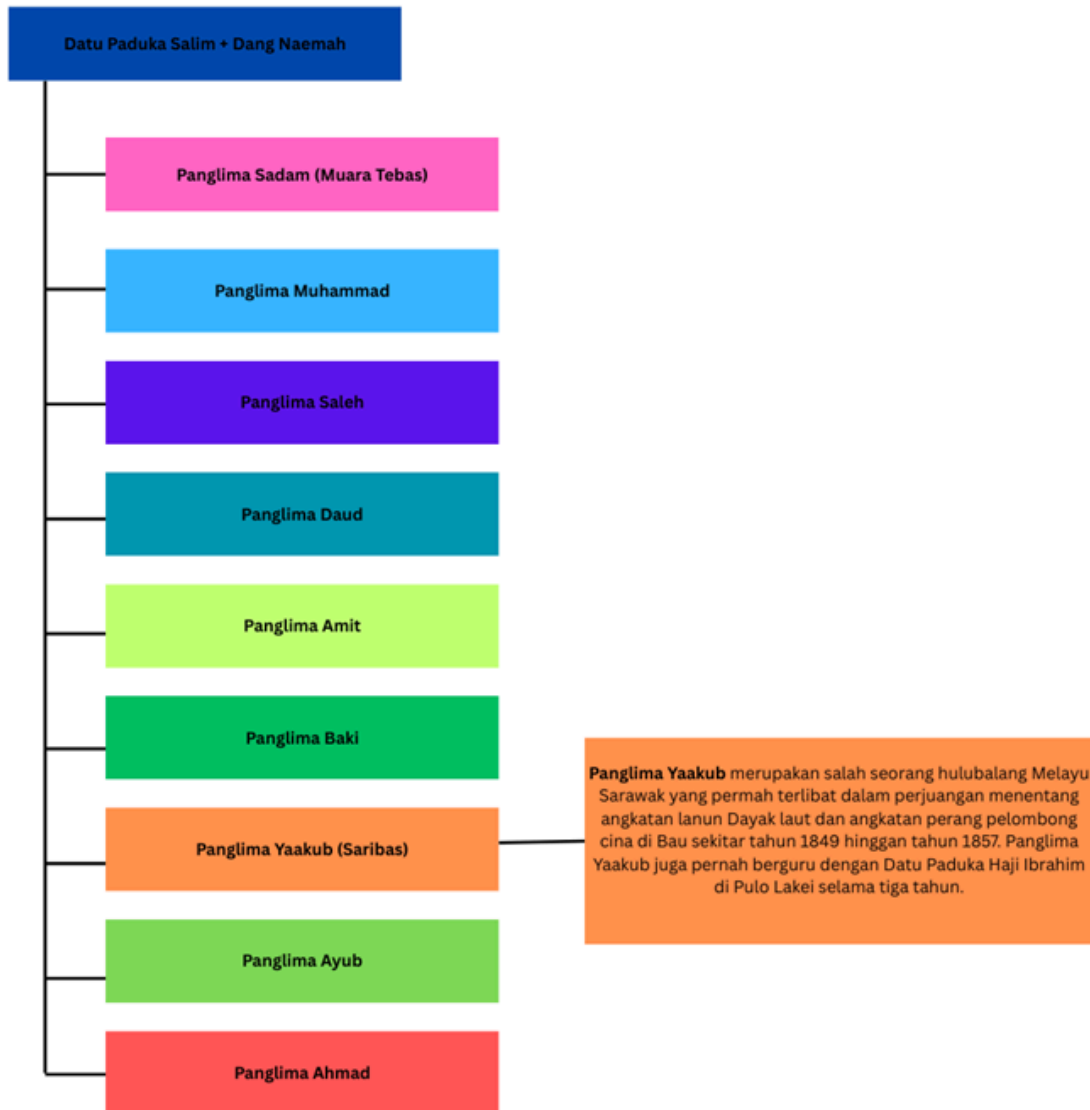 Datu Paduka Salim + Dang Naemah
Panglima Sadam (Muara Tebas)
Panglima Muhammad
Panglima Saleh
Panglima Daud
Panglima Amit
Panglima Baki
Panglima Yaakub (Saribas)
Panglima Yaakub merupakan salah seorang hulubalang Melayu
Sarawak yang permah terlibat dalam perjuangan menentang
angkatan lanun Dayak laut dan angkatan perang pelombong
cina di Bau sekitar tahun 1849 hinggan tahun 1857. Panglima
Yaakub juga pernah berguru dengan Datu Paduka Haji Ibrahim
di Pulo Lakei selama tiga tahun.
Panglima Ayub
Panglima Ahmad